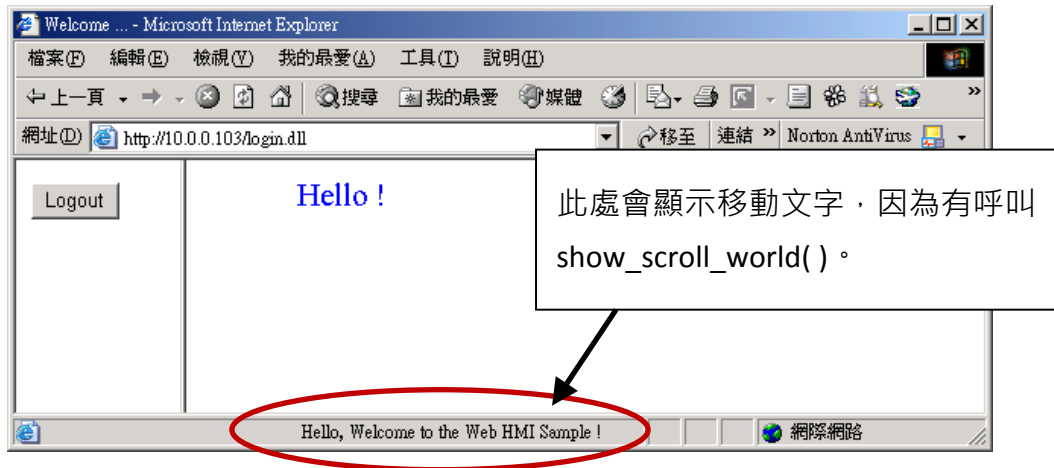 Welcome ... - Microsoft Internet Explorer
檔案(F) 編輯(E) 檢視(V) 我的最愛(A) 工具(T) 說明(H)
上一頁 搜尋 我的最愛 媒體 »
網址(D) http://10.0.0.103/login.dll 移至 連結 » Norton AntiVirus
Logout
Hello !
此處會顯示移動文字，因為有呼叫
show_scroll_world( )。
Hello, Welcome to the Web HMI Sample !
網際網路